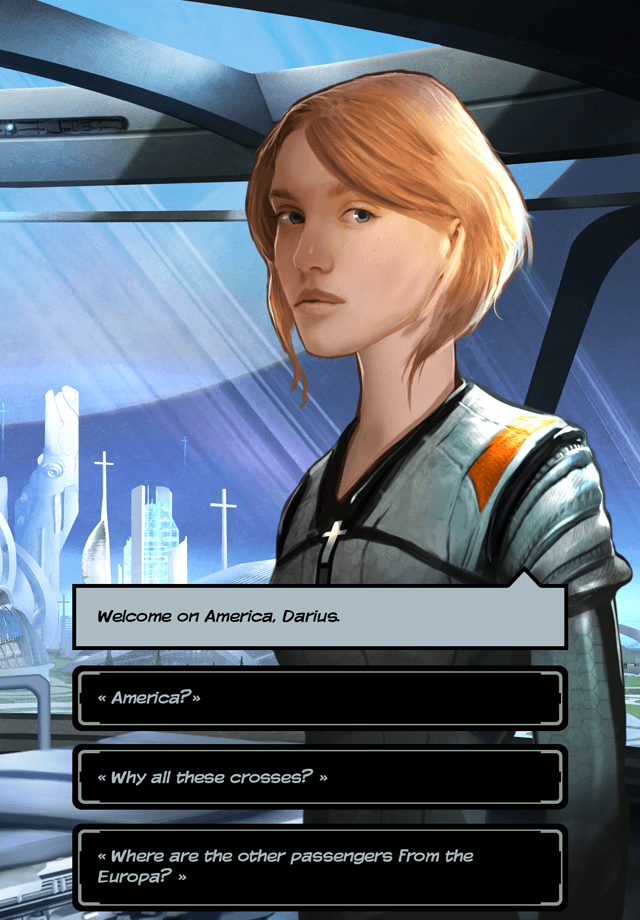 Welcome on America, Darius.
« America? »
« Why all these crosses? »
« Where are the other passengers from the
Europa? »